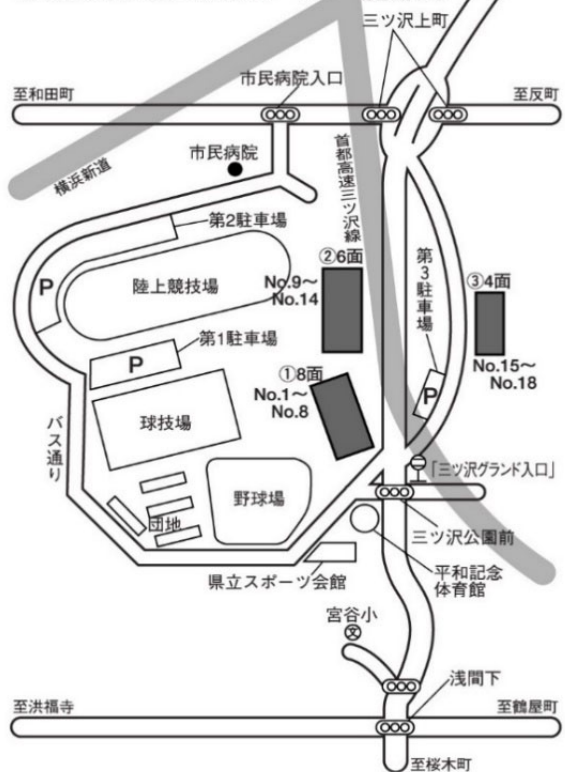 三ツ沢上町
市民病院入口
至和田町
至反町
市民病院
横浜新道
首都高速三ツ沢線
第2駐車場
②6面
No.9～
No.14
陸上競技場
P
第3駐車場
③4面
No.15～
No.18
第1駐車場
P
①8面
No.1～
No.8
P
球技場
バス通り
「三ツ沢グランド入口」
野球場
団地
三ツ沢公園前
県立スポーツ会館
平和記念
体育館
宮谷小
文
浅間下
至洪福寺
至鶴屋町
至桜木町